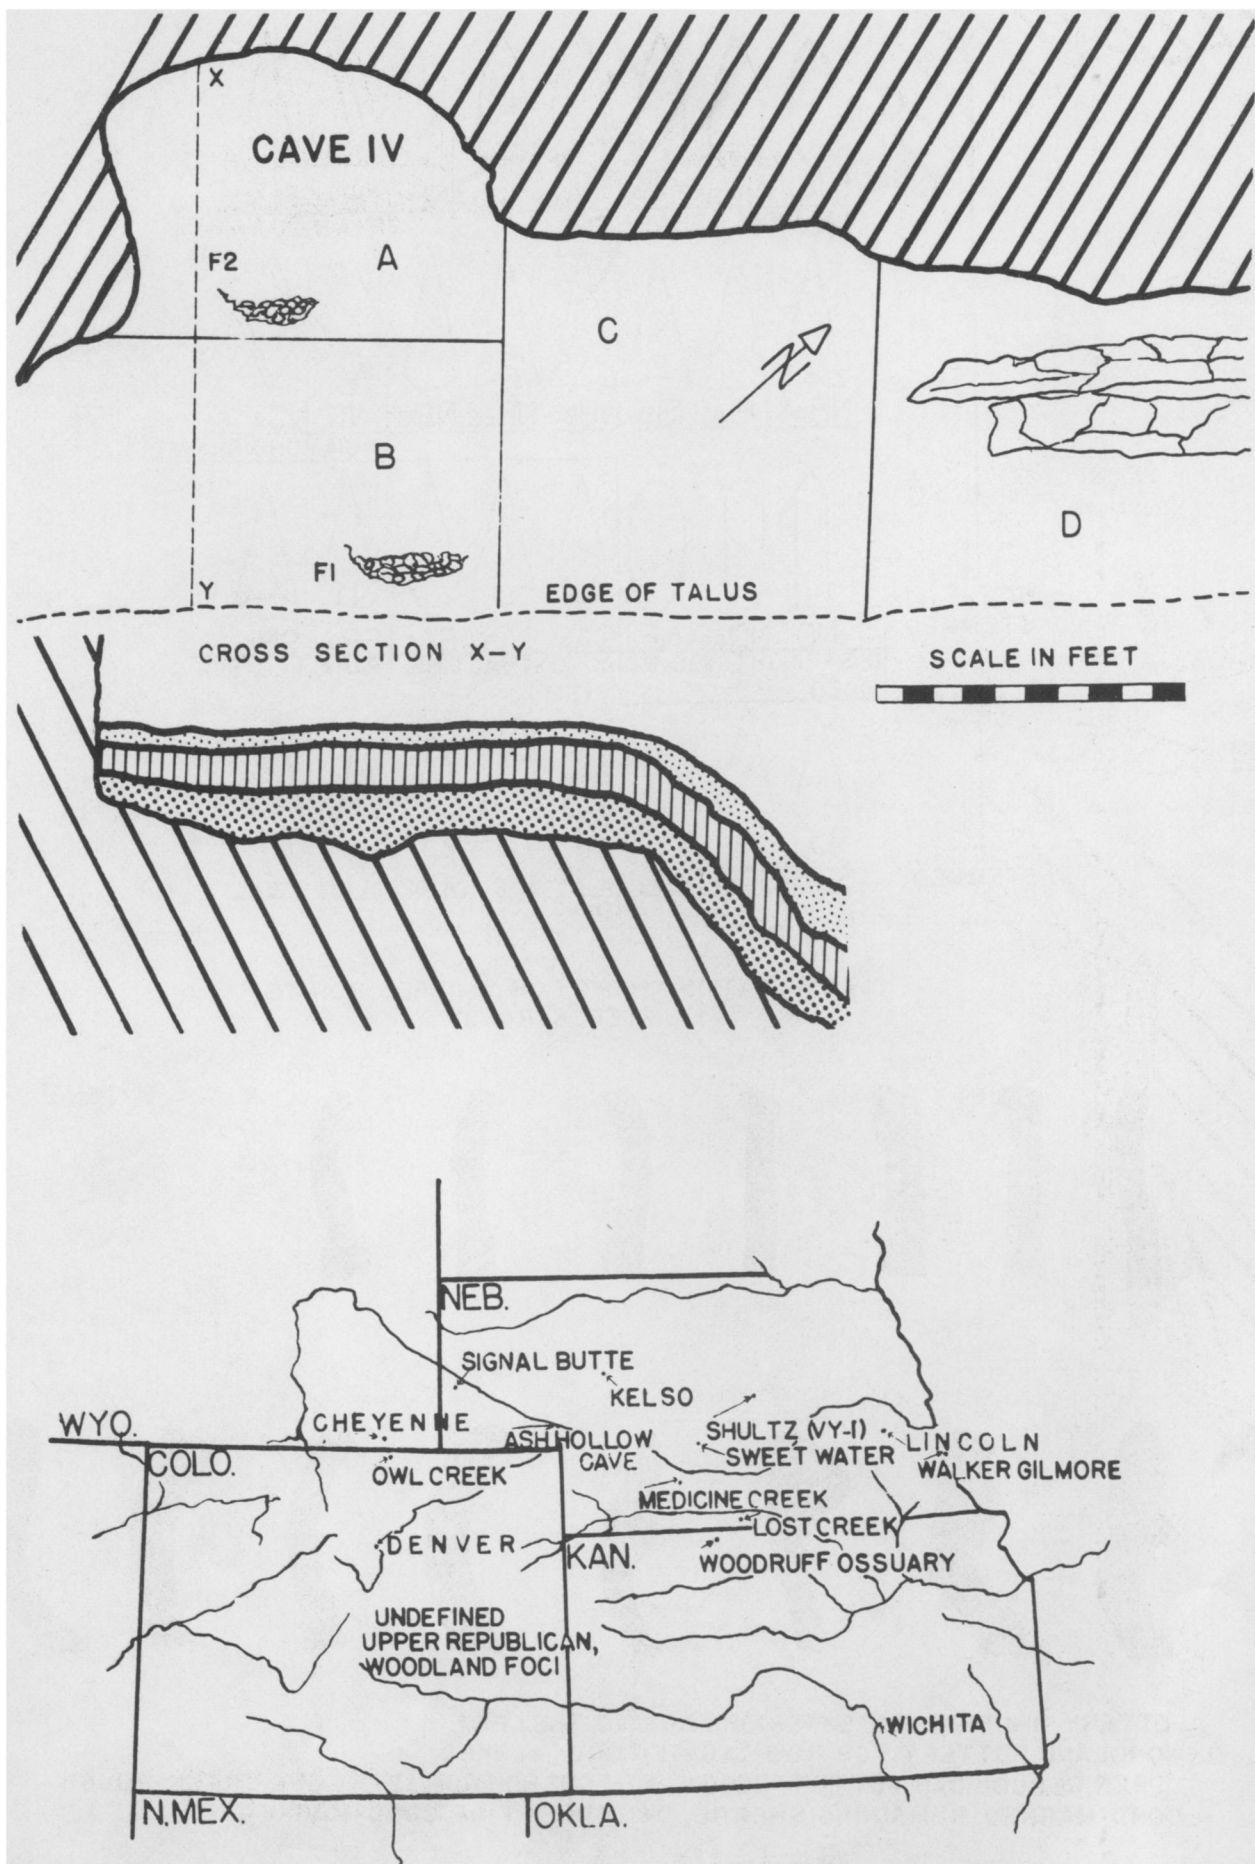 X
CAVE IV
F2
A
C
N
B
D
F1
Y
EDGE OF TALUS
CROSS SECTION X-Y
SCALE IN FEET
NEB.
SIGNAL BUTTE
KELSO
WYO.
CHEYENNE
ASH HOLLOW
CAVE
SHULTZ (VY-1)
SWEET WATER
LINCOLN
WALKER GILMORE
COLO.
OWL CREEK
MEDICINE CREEK
LOST CREEK
DENVER
KAN.
WOODRUFF OSSUARY
UNDEFINED
UPPER REPUBLICAN,
WOODLAND FOCI
WICHITA
N.MEX.
OKLA.